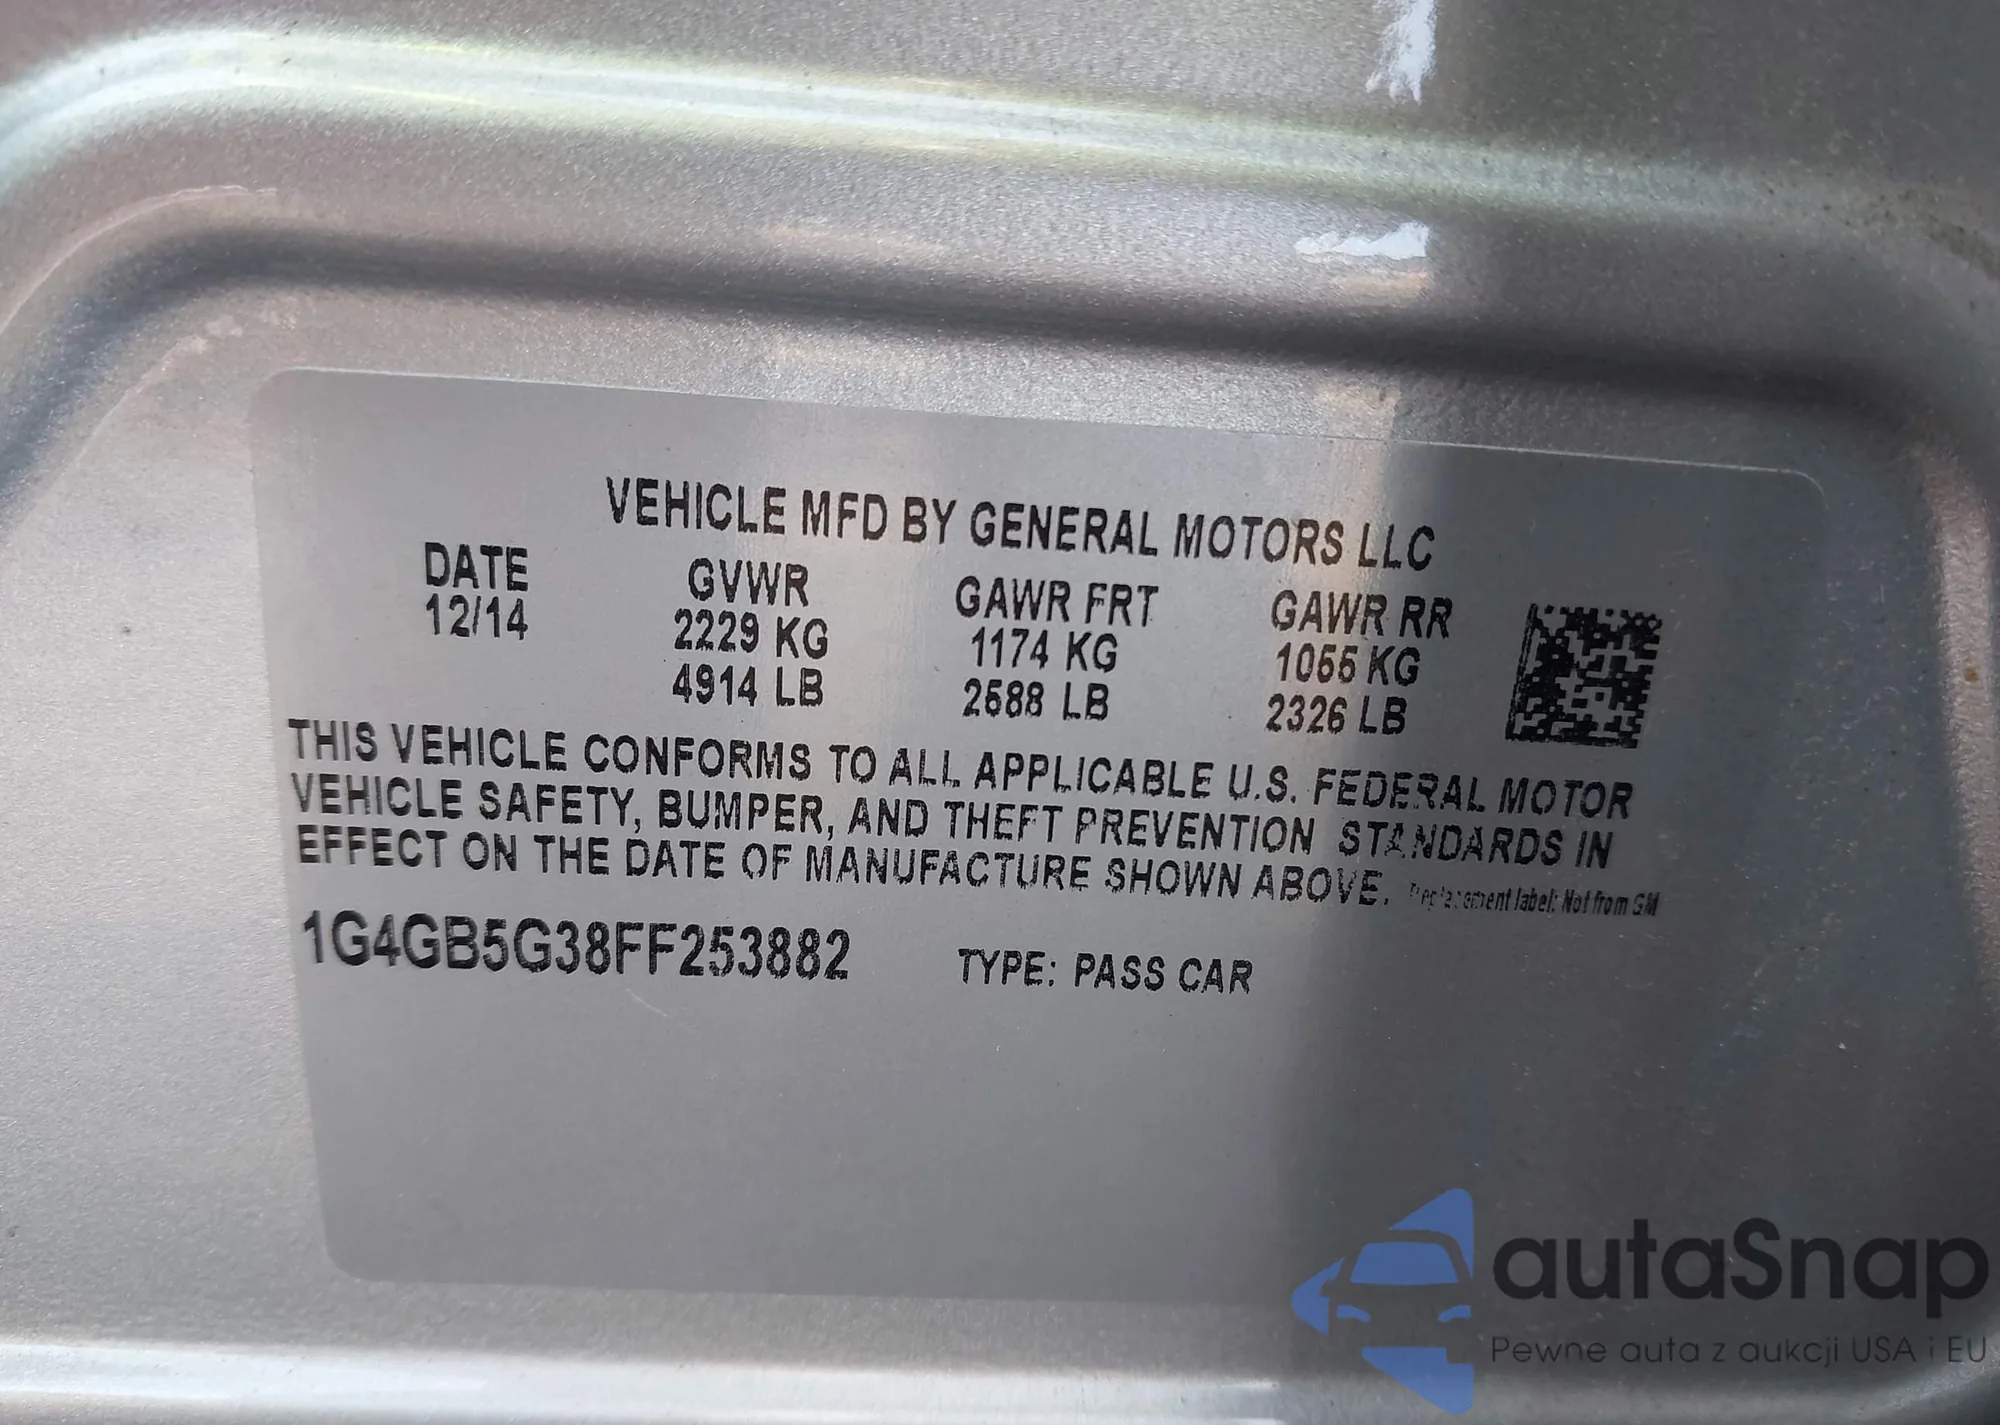 VEHICLE MFD BY GENERAL MOTORS LLC
DATE GVWR GAWR FRT GAWR RR
12/14 2229 KG 1174 KG 1055 KG
4914 LB 2588 LB 2326 LB
THIS VEHICLE CONFORMS TO ALL APPLICABLE U.S. FEDERAL MOTOR
VEHICLE SAFETY, BUMPER, AND THEFT PREVENTION STANDARDS IN
EFFECT ON THE DATE OF MANUFACTURE SHOWN ABOVE. Replacement label: Not from GM
1G4GB5G38FF253882 TYPE: PASS CAR
autaSnap
Pewne auta z aukcji USA i EU